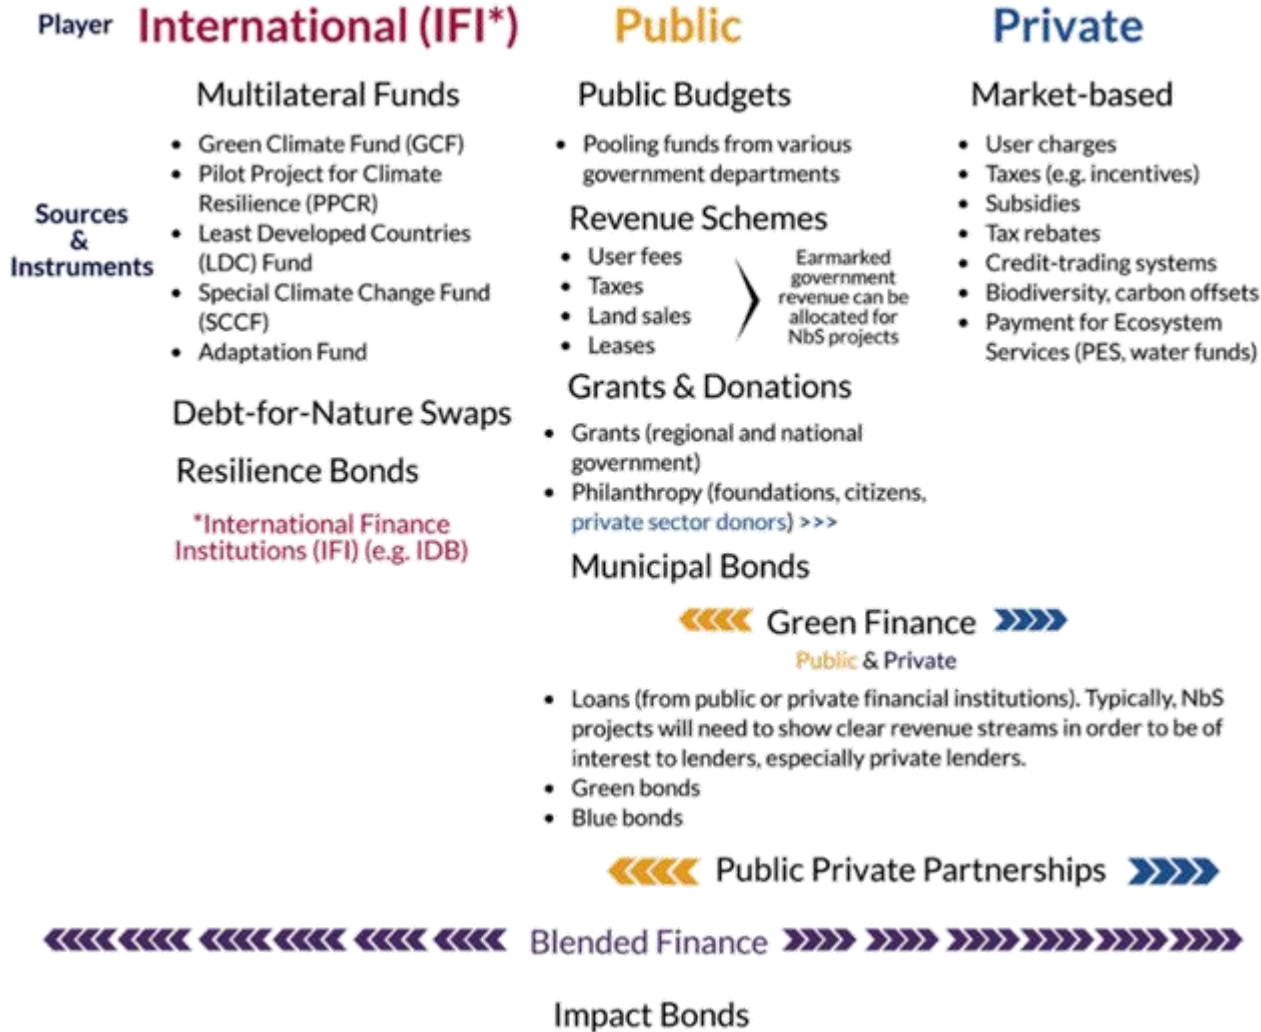 Player International (IFI*) Public Private
Multilateral Funds
• Green Climate Fund (GCF)
• Pilot Project for Climate
Resilience (PPCR)
• Least Developed Countries
(LDC) Fund
• Special Climate Change Fund
(SCCF)
• Adaptation Fund
Debt-for-Nature Swaps
Resilience Bonds
*International Finance
Institutions (IFI) (e.g. IDB)
Sources
&
Instruments
Public Budgets
• Pooling funds from various
government departments
Revenue Schemes
• User fees
• Taxes
• Land sales
• Leases
Earmarked
government
revenue can be
allocated for
NbS projects
Grants & Donations
• Grants (regional and national
government)
• Philanthropy (foundations, citizens,
private sector donors) >>>
Municipal Bonds
Market-based
• User charges
• Taxes (e.g. incentives)
• Subsidies
• Tax rebates
• Credit-trading systems
• Biodiversity, carbon offsets
• Payment for Ecosystem
Services (PES, water funds)
Green Finance
Public & Private
• Loans (from public or private financial institutions). Typically, NbS
projects will need to show clear revenue streams in order to be of
interest to lenders, especially private lenders.
• Green bonds
• Blue bonds
Public Private Partnerships
Blended Finance
Impact Bonds